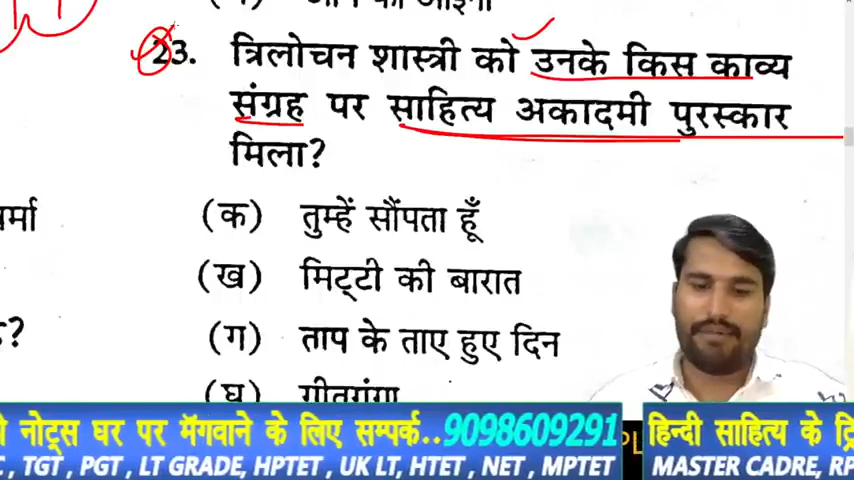 23. त्रिलोचन शास्त्री को उनके किस काव्य
संग्रह पर साहित्य अकादमी पुरस्कार
मिला?
(क) तुम्हें सौंपता हूँ
(ख) मिट्टी की बारात
(ग) ताप के ताए हुए दिन
(घ) गीतगंगा
नोट्स घर पर मँगवाने के लिए सम्पर्क..9098609291
हिन्दी साहित्य के
, TGT , PGT , LT GRADE, HPTET , UK LT, HTET , NET , MPTET
MASTER CADRE,